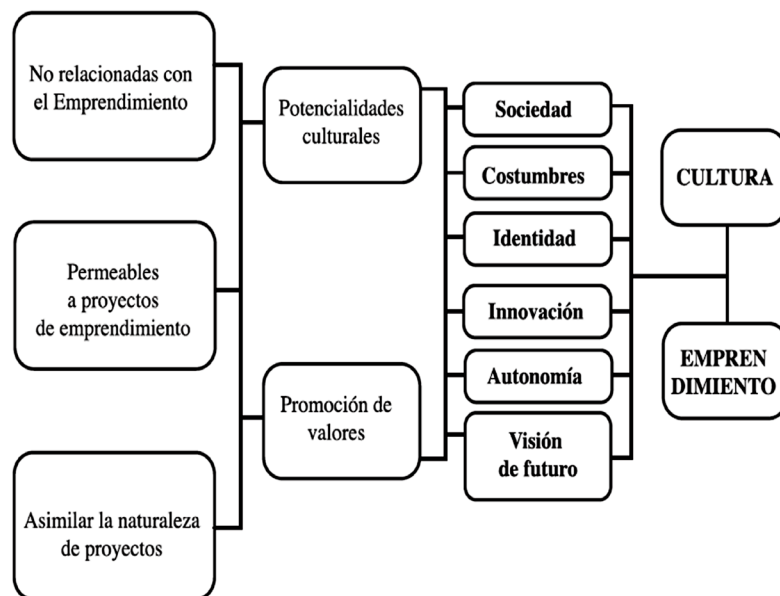 No relacionadas con
el Emprendimiento
Permeables
a proyectos
de emprendimiento
Asimilar la naturaleza
de proyectos
Potencialidades
culturales
Promoción de
valores
Sociedad
Costumbres
Identidad
Innovación
Autonomía
Visión
de futuro
CULTURA
EMPREN
DIMIENTO